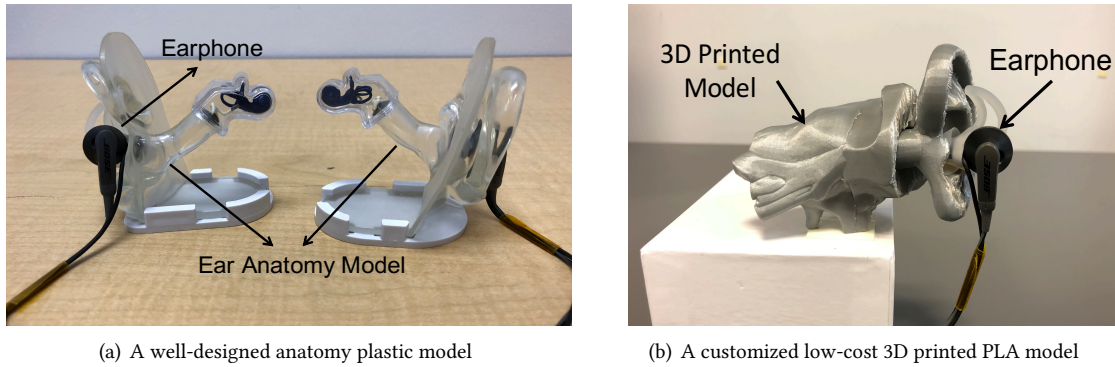 Earphone
Ear Anatomy Model
3D Printed
Model
Earphone
BOSE
(a) A well-designed anatomy plastic model
(b) A customized low-cost 3D printed PLA model